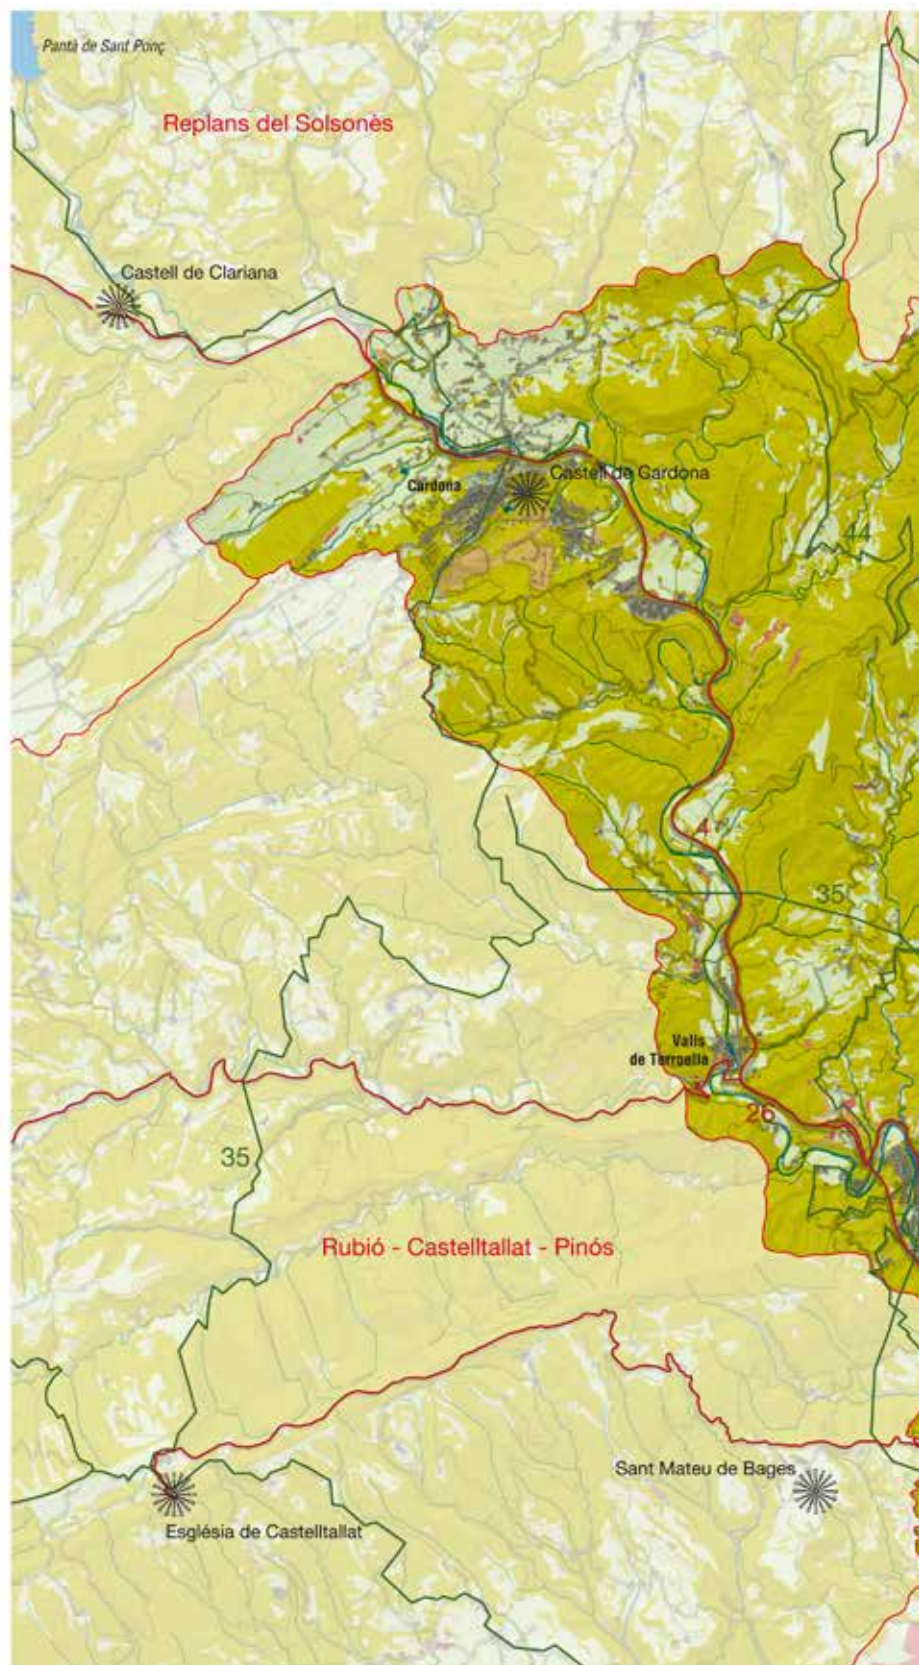 Pantà de Sant Ponç
Replans del Solsonès
Castell de Clariana
Castell de Cardona
Cardona
44
4
35
Valls
de Torroella
26
35
Rubió - Castelltallat - Pinós
Sant Mateu de Bages
Església de Castelltallat